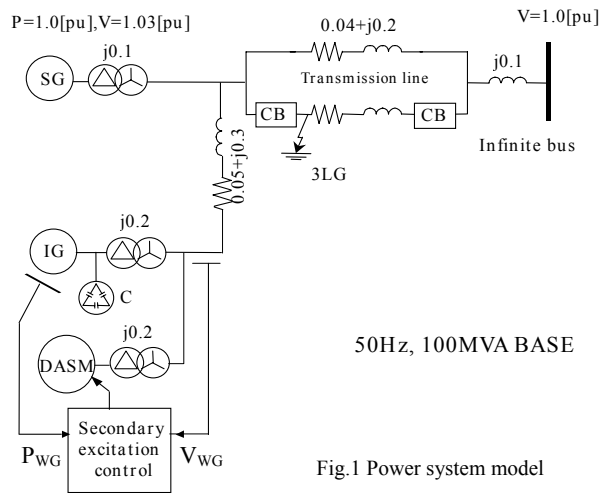 P=1.0[pu],V=1.03[pu]
0.04+j0.2
V=1.0[pu]
j0.1
j0.1
SG
Transmission line
CB
CB
Infinite bus
3LG
0.05+j0.3
j0.2
IG
C
j0.2
50Hz, 100MVA BASE
DASM
Secondary
excitation
control
PWG
VWG
Fig.1 Power system model